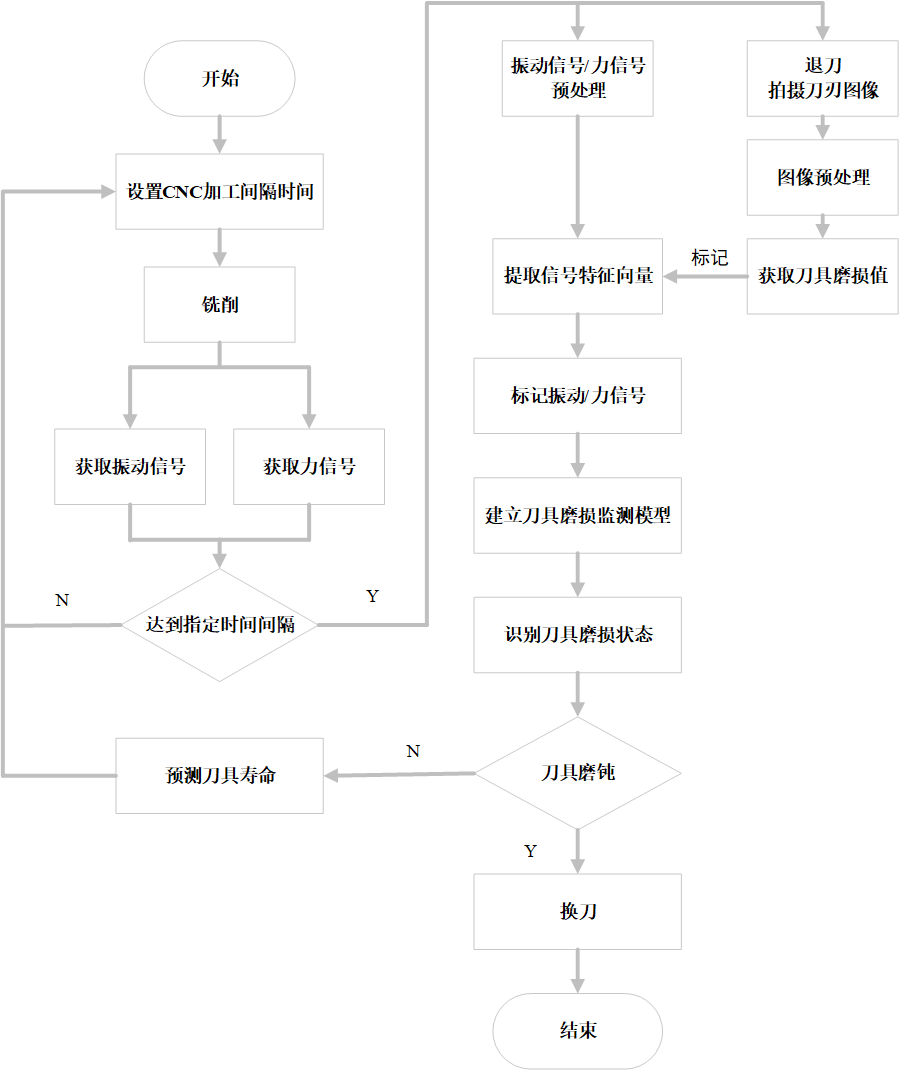 开始
设置CNC加工间隔时间
铣削
获取振动信号
获取力信号
达到指定时间间隔
N
Y
振动信号/力信号
预处理
退刀
拍摄刀刃图像
图像预处理
获取刀具磨损值
标记
提取信号特征向量
标记振动/力信号
建立刀具磨损监测模型
识别刀具磨损状态
刀具磨钝
N
预测刀具寿命
Y
换刀
结束